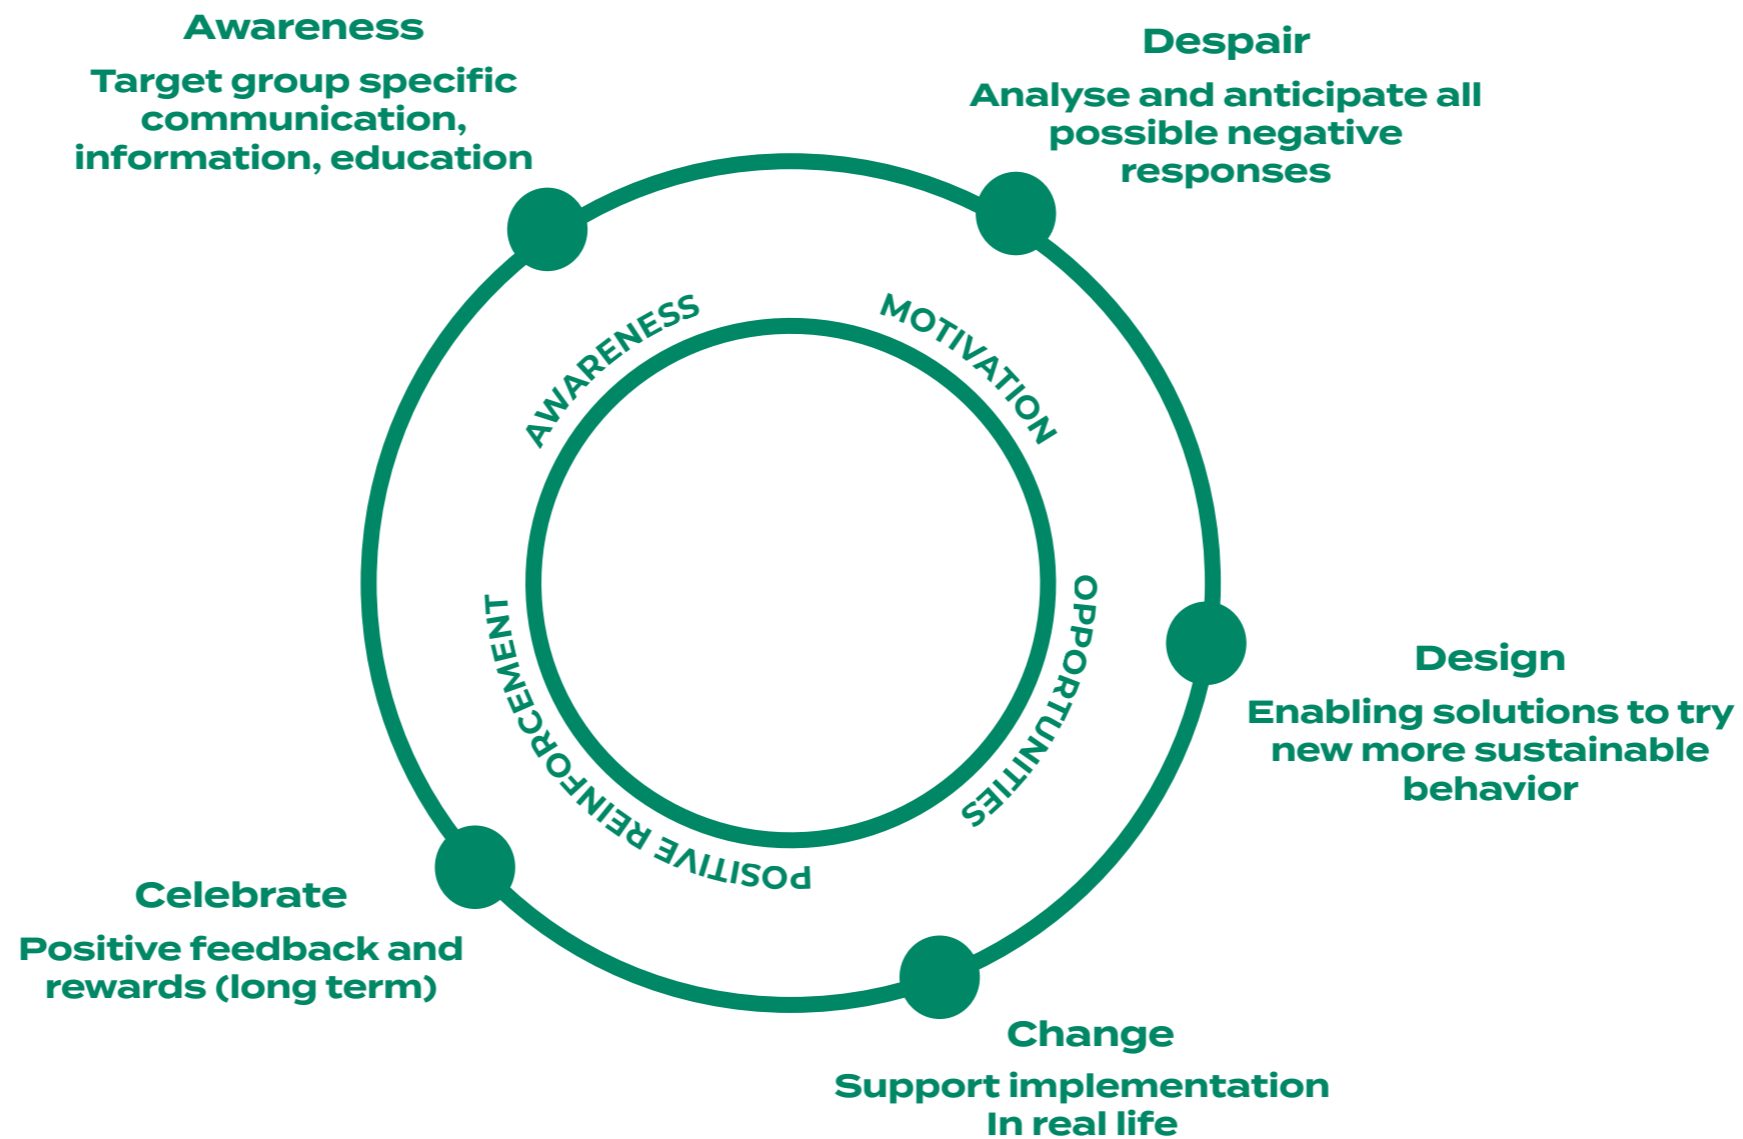 Awareness
Target group specific
communication,
information, education
Despair
Analyse and anticipate all
possible negative
responses
AWARENESS
MOTIVATION
OPPORTUNITIES
POSITIVE REINFORCEMENT
Design
Enabling solutions to try
new more sustainable
behavior
Celebrate
Positive feedback and
rewards (long term)
Change
Support implementation
In real life